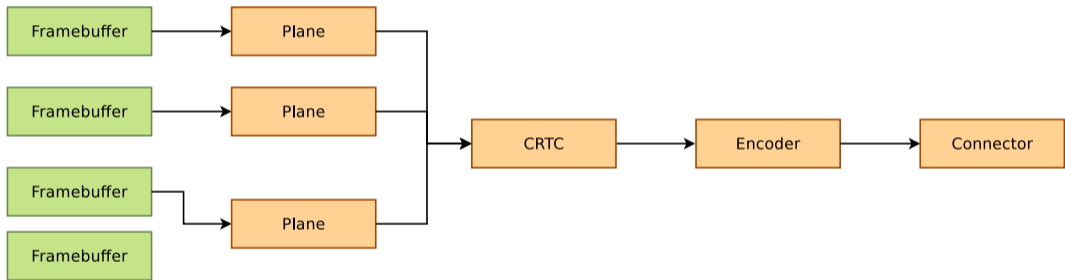 Framebuffer
Plane
Framebuffer
Plane
CRTC
Encoder
Connector
Framebuffer
Plane
Framebuffer